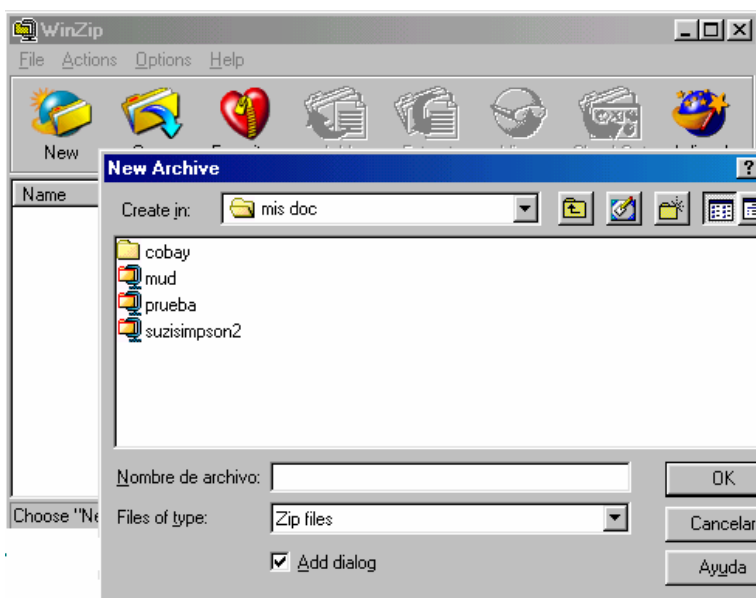 WinZip
File Actions Options Help
New
New Archive
?
Name
Create in: mis doc
cobay
mud
prueba
suzisimpson2
Nombre de archivo:
OK
Choose "Ne
Files of type: Zip files
Cancelar
Add dialog
Ayuda